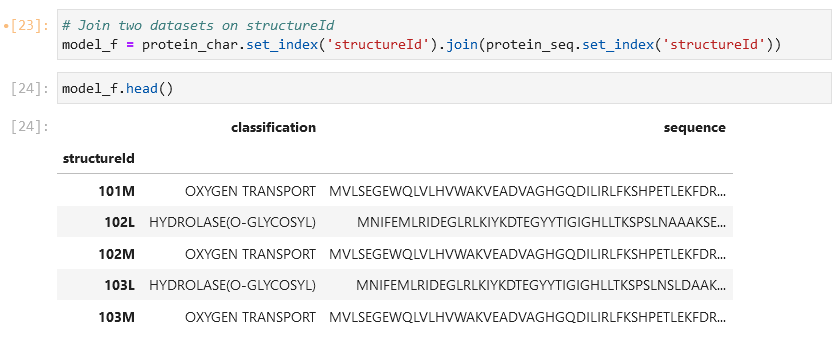 [23]:
# Join two datasets on structureId
model_f = protein_char.set_index('structureId').join(protein_seq.set_index('structureId'))
[24]:
model_f.head()
[24]:
classification sequence
structureId
101M OXYGEN TRANSPORT MVLSEGEWQLVLHVWAKVEADVAGHGQDILIRLFKSHPETLEKFDR...
102L HYDROLASE(O-GLYCOSYL) MNIFEMLRIDEGLRLKIYKDTEGYYTIGIGHLLTKSPSLNAAAKSE...
102M OXYGEN TRANSPORT MVLSEGEWQLVLHVWAKVEADVAGHGQDILIRLFKSHPETLEKFDR...
103L HYDROLASE(O-GLYCOSYL) MNIFEMLRIDEGLRLKIYKDTEGYYTIGIGHLLTKSPSLNSLDAAK...
103M OXYGEN TRANSPORT MVLSEGEWQLVLHVWAKVEADVAGHGQDILIRLFKSHPETLEKFDR...